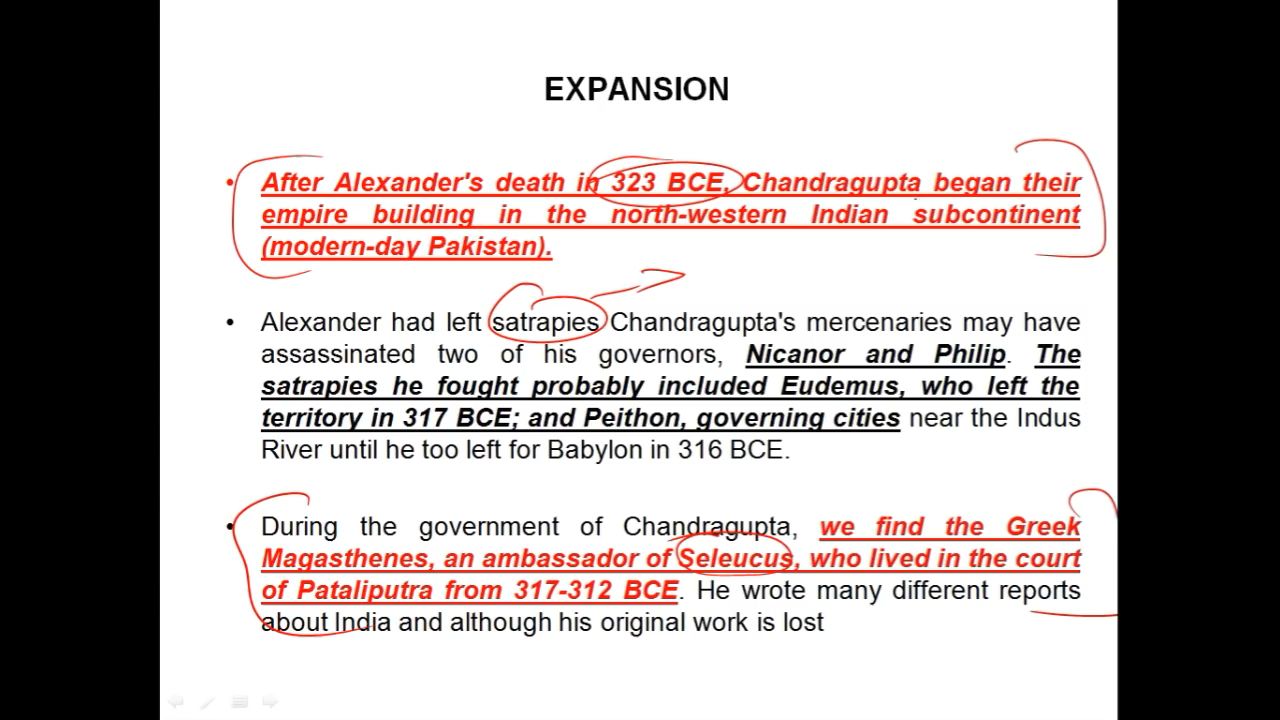 EXPANSION
• After Alexander's death in 323 BCE, Chandragupta began their
empire building in the north-western Indian subcontinent
(modern-day Pakistan).
• Alexander had left satrapies Chandragupta's mercenaries may have
assassinated two of his governors, Nicanor and Philip. The
satrapies he fought probably included Eudemus, who left the
territory in 317 BCE; and Peithon, governing cities near the Indus
River until he too left for Babylon in 316 BCE.
• During the government of Chandragupta, we find the Greek
Magasthenes, an ambassador of Seleucus, who lived in the court
of Pataliputra from 317-312 BCE. He wrote many different reports
about India and although his original work is lost